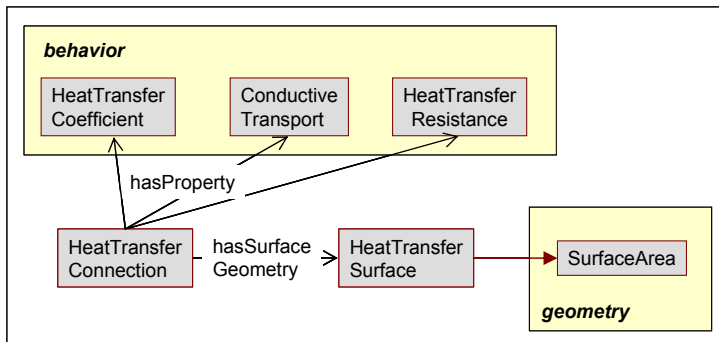 behavior
HeatTransfer
Coefficient
Conductive
Transport
HeatTransfer
Resistance
hasProperty
HeatTransfer
Connection
hasSurface
Geometry
HeatTransfer
Surface
SurfaceArea
geometry